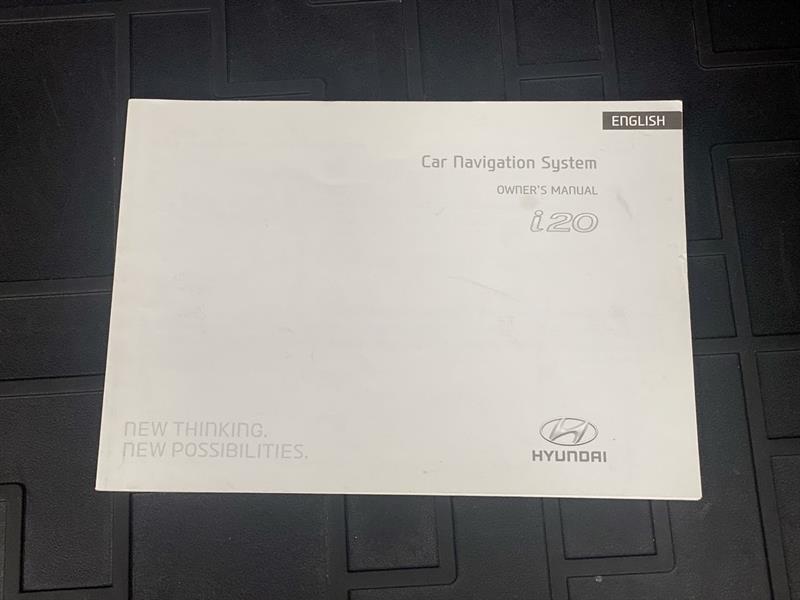 ENGLISH
Car Navigation System
OWNER'S MANUAL
i20
NEW THINKING.
NEW POSSIBILITIES.
HYUNDAI